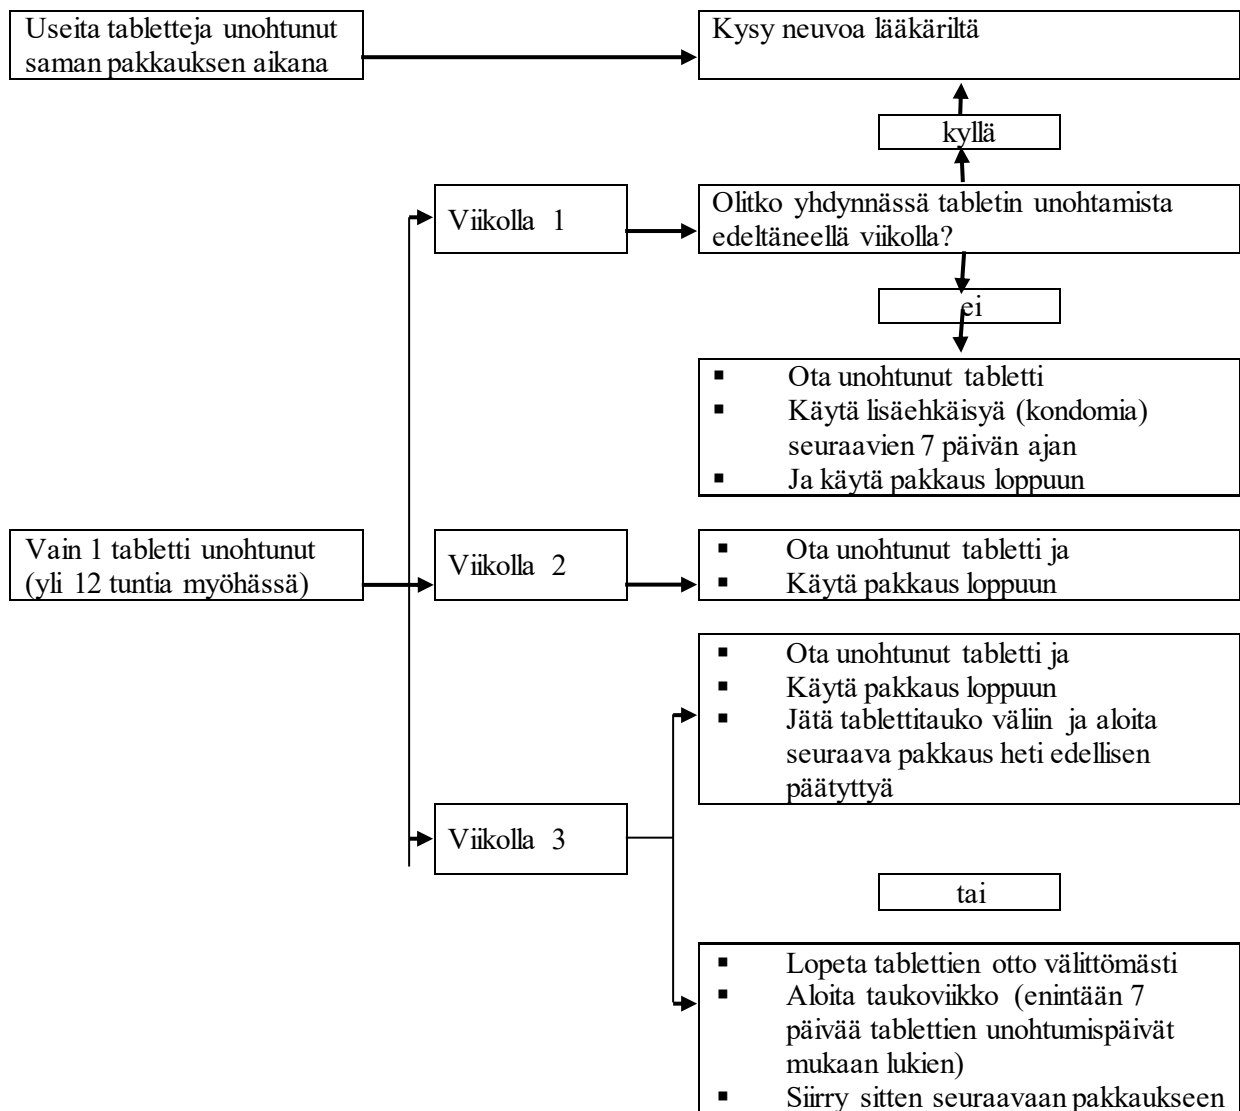 Useita tabletteja unohtunut
saman pakkauksen aikana
Kysy neuvoa lääkäriltä
kyllä
Viikolla 1
Olitko yhdynnässä tabletin unohtamista
edeltäneellä viikolla?
ei
▪ Ota unohtunut tabletti
▪ Käytä lisäehkäisyä (kondomia)
seuraavien 7 päivän ajan
▪ Ja käytä pakkaus loppuun
Vain 1 tabletti unohtunut
(yli 12 tuntia myöhässä)
Viikolla 2
▪ Ota unohtunut tabletti ja
▪ Käytä pakkaus loppuun
▪ Ota unohtunut tabletti ja
▪ Käytä pakkaus loppuun
▪ Jätä tablettitauko väliin ja aloita
seuraava pakkaus heti edellisen
päätyttyä
Viikolla 3
tai
▪ Lopeta tablettien otto välittömästi
▪ Aloita taukoviikko (enintään 7
päivää tablettien unohtumispäivät
mukaan lukien)
▪ Siirry sitten seuraavaan pakkaukseen